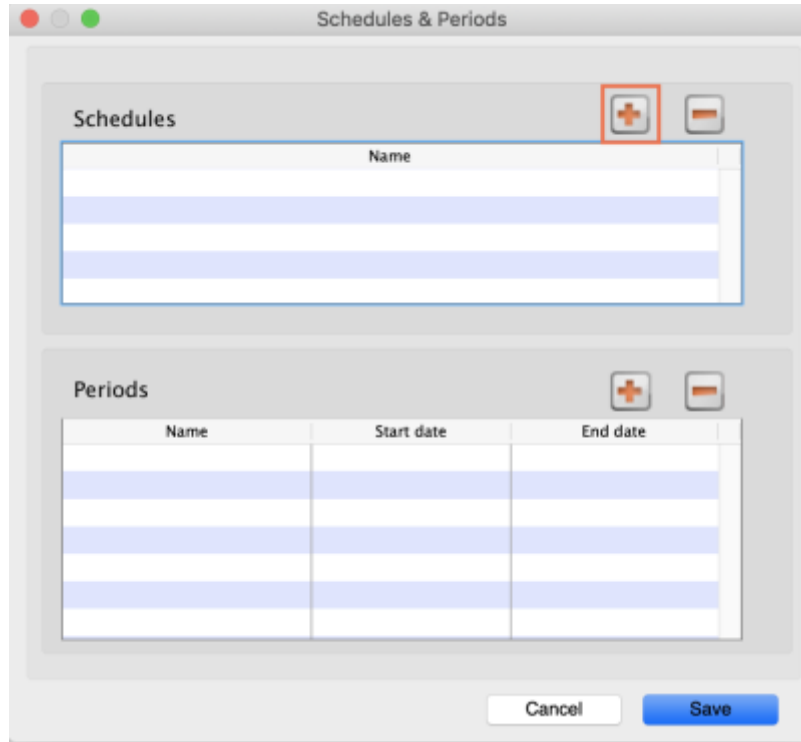 Schedules & Periods
Schedules
Name
Periods
Name Start date End date
Cancel Save